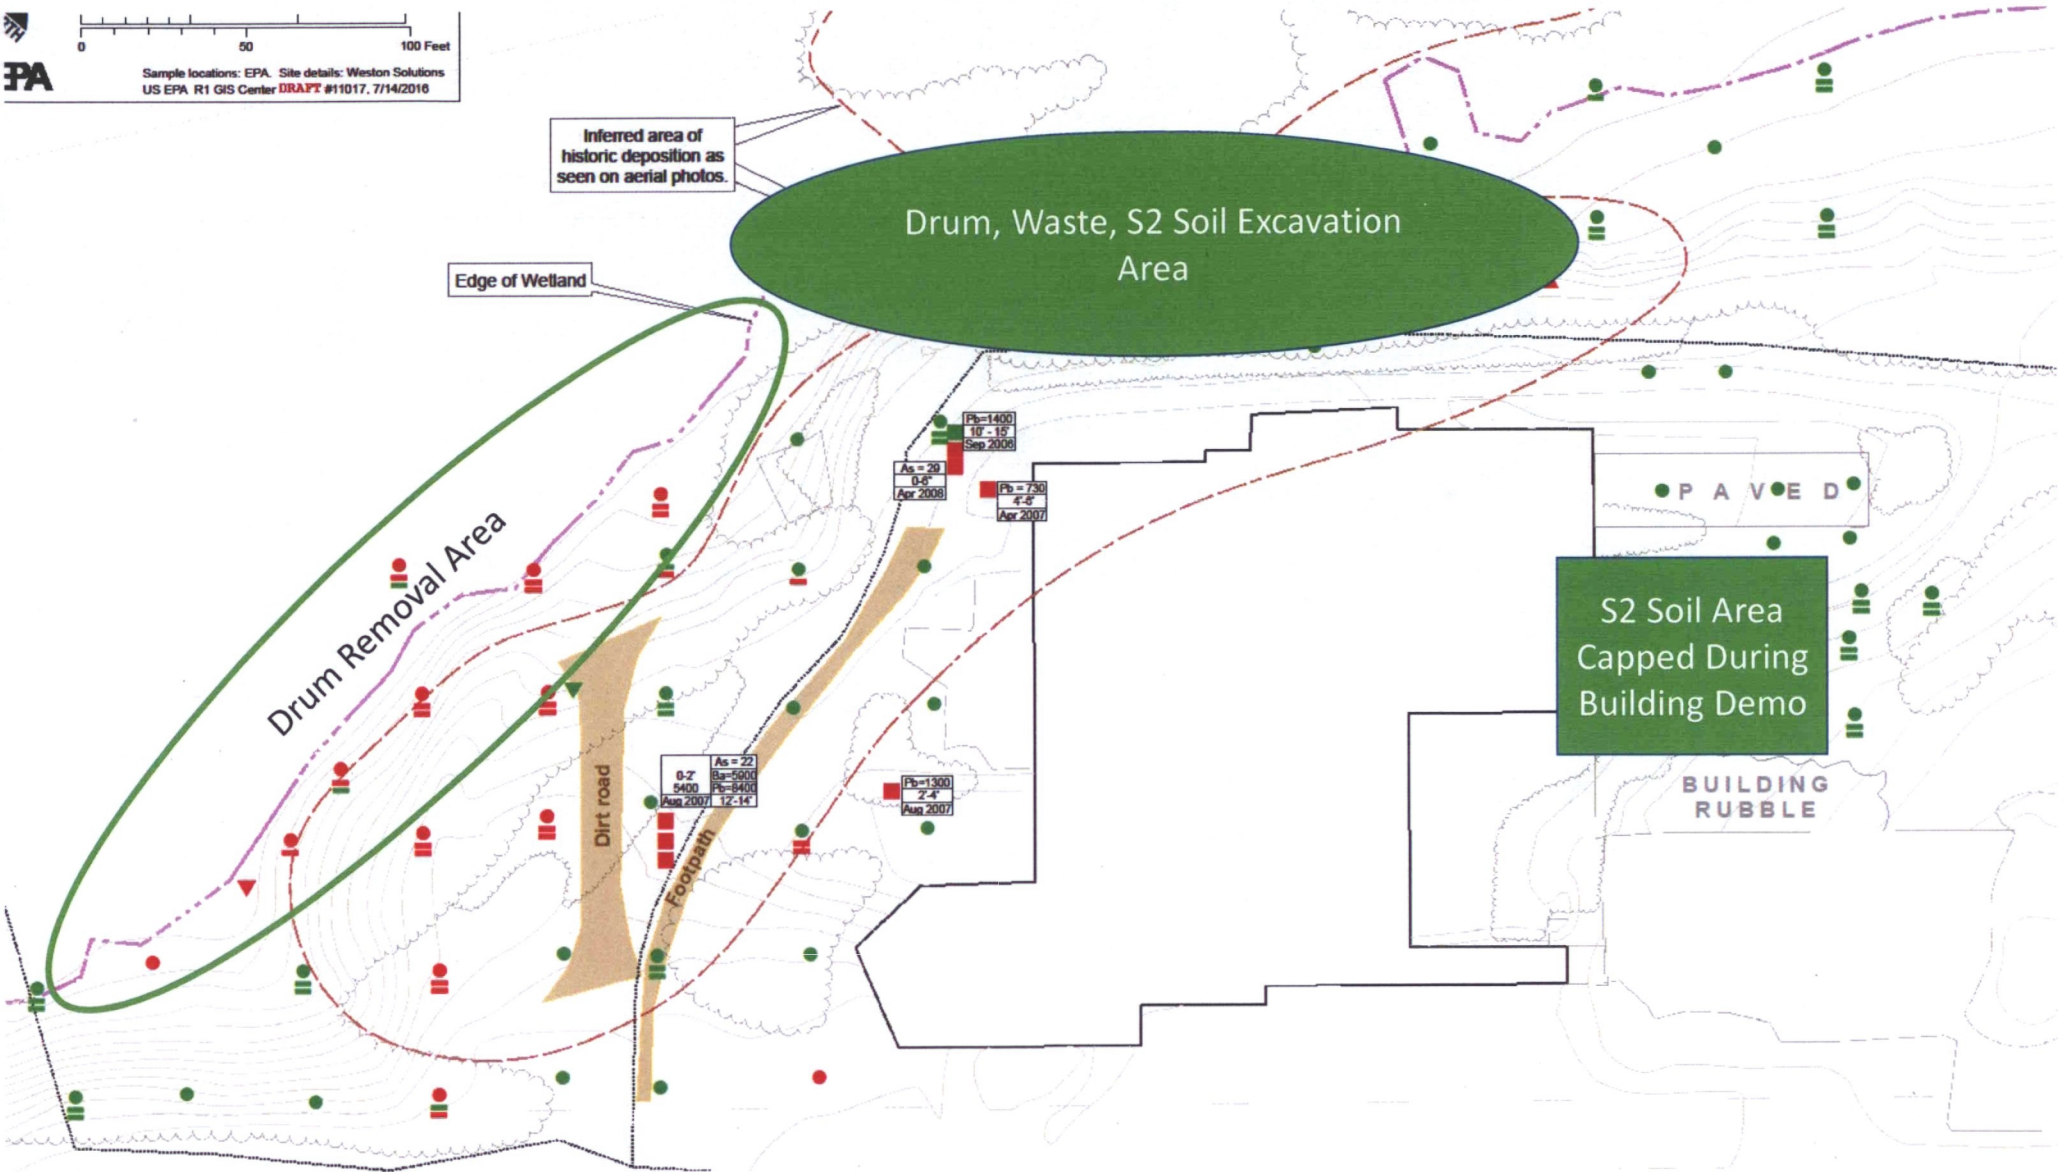 0 50 100 Feet
EPA
Sample locations: EPA. Site details: Weston Solutions
US EPA R1 GIS Center DRAFT #11017, 7/14/2016
Inferred area of
historic deposition as
seen on aerial photos.
Drum, Waste, S2 Soil Excavation
Area
Edge of Wetland
Drum Removal Area
Pb=1400
10' - 15'
Sep 2006
As = 29
0-6"
Apr 2008
Pb = 730
4'-6'
Apr 2007
PAVED
S2 Soil Area
Capped During
Building Demo
BUILDING
RUBBLE
Dirt road
Footpath
As = 22
0-2' Ba=5900
5400 Pb=8400
Aug 2007 12'-14'
Pb=1300
2'-4'
Aug 2007